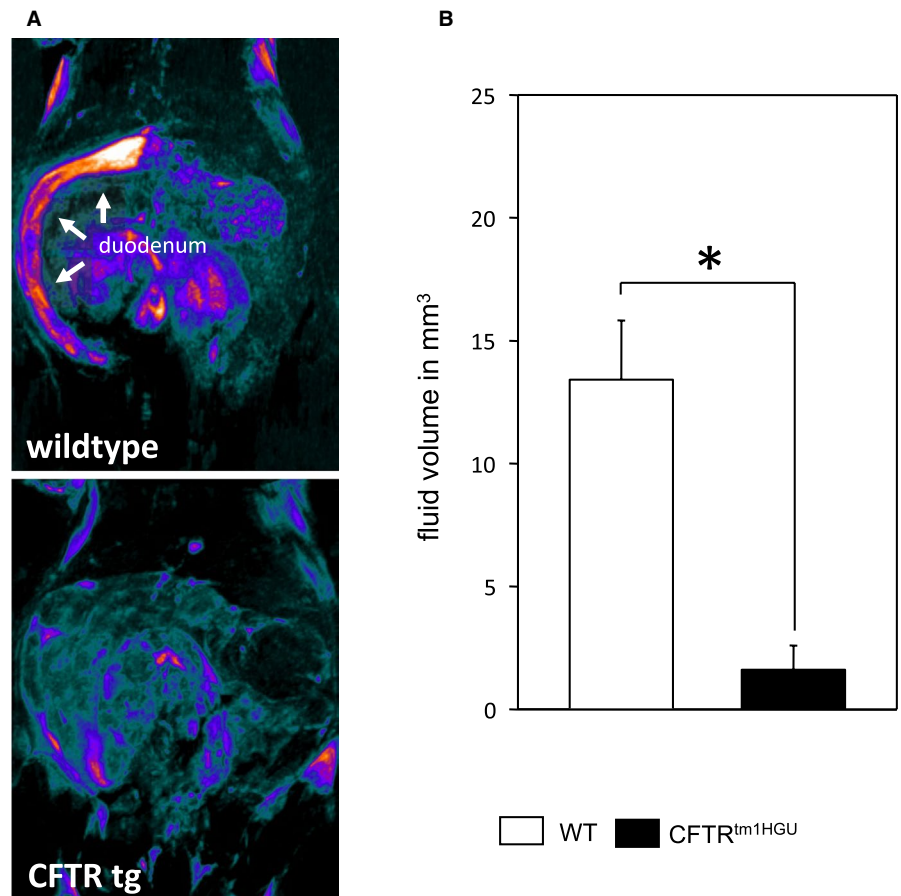 A
duodenum
wildtype
CFTR tg
B
fluid volume in mm³
25
20
15
10
5
0
*
WT
CFTRtm1HGU